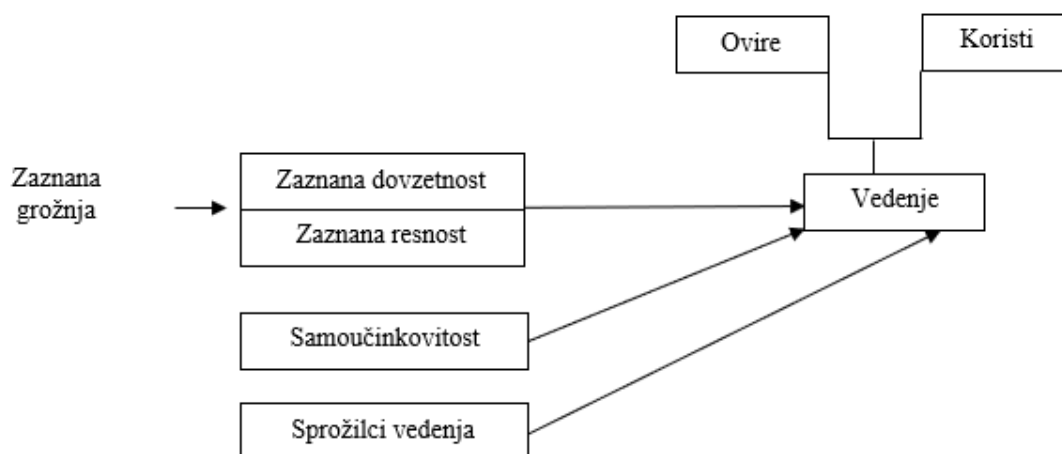 Ovire
Koristi
Zaznana
grožnja
Zaznana dovzetnost
Zaznana resnost
Vedenje
Samoučinkovitost
Sprožilci vedenja